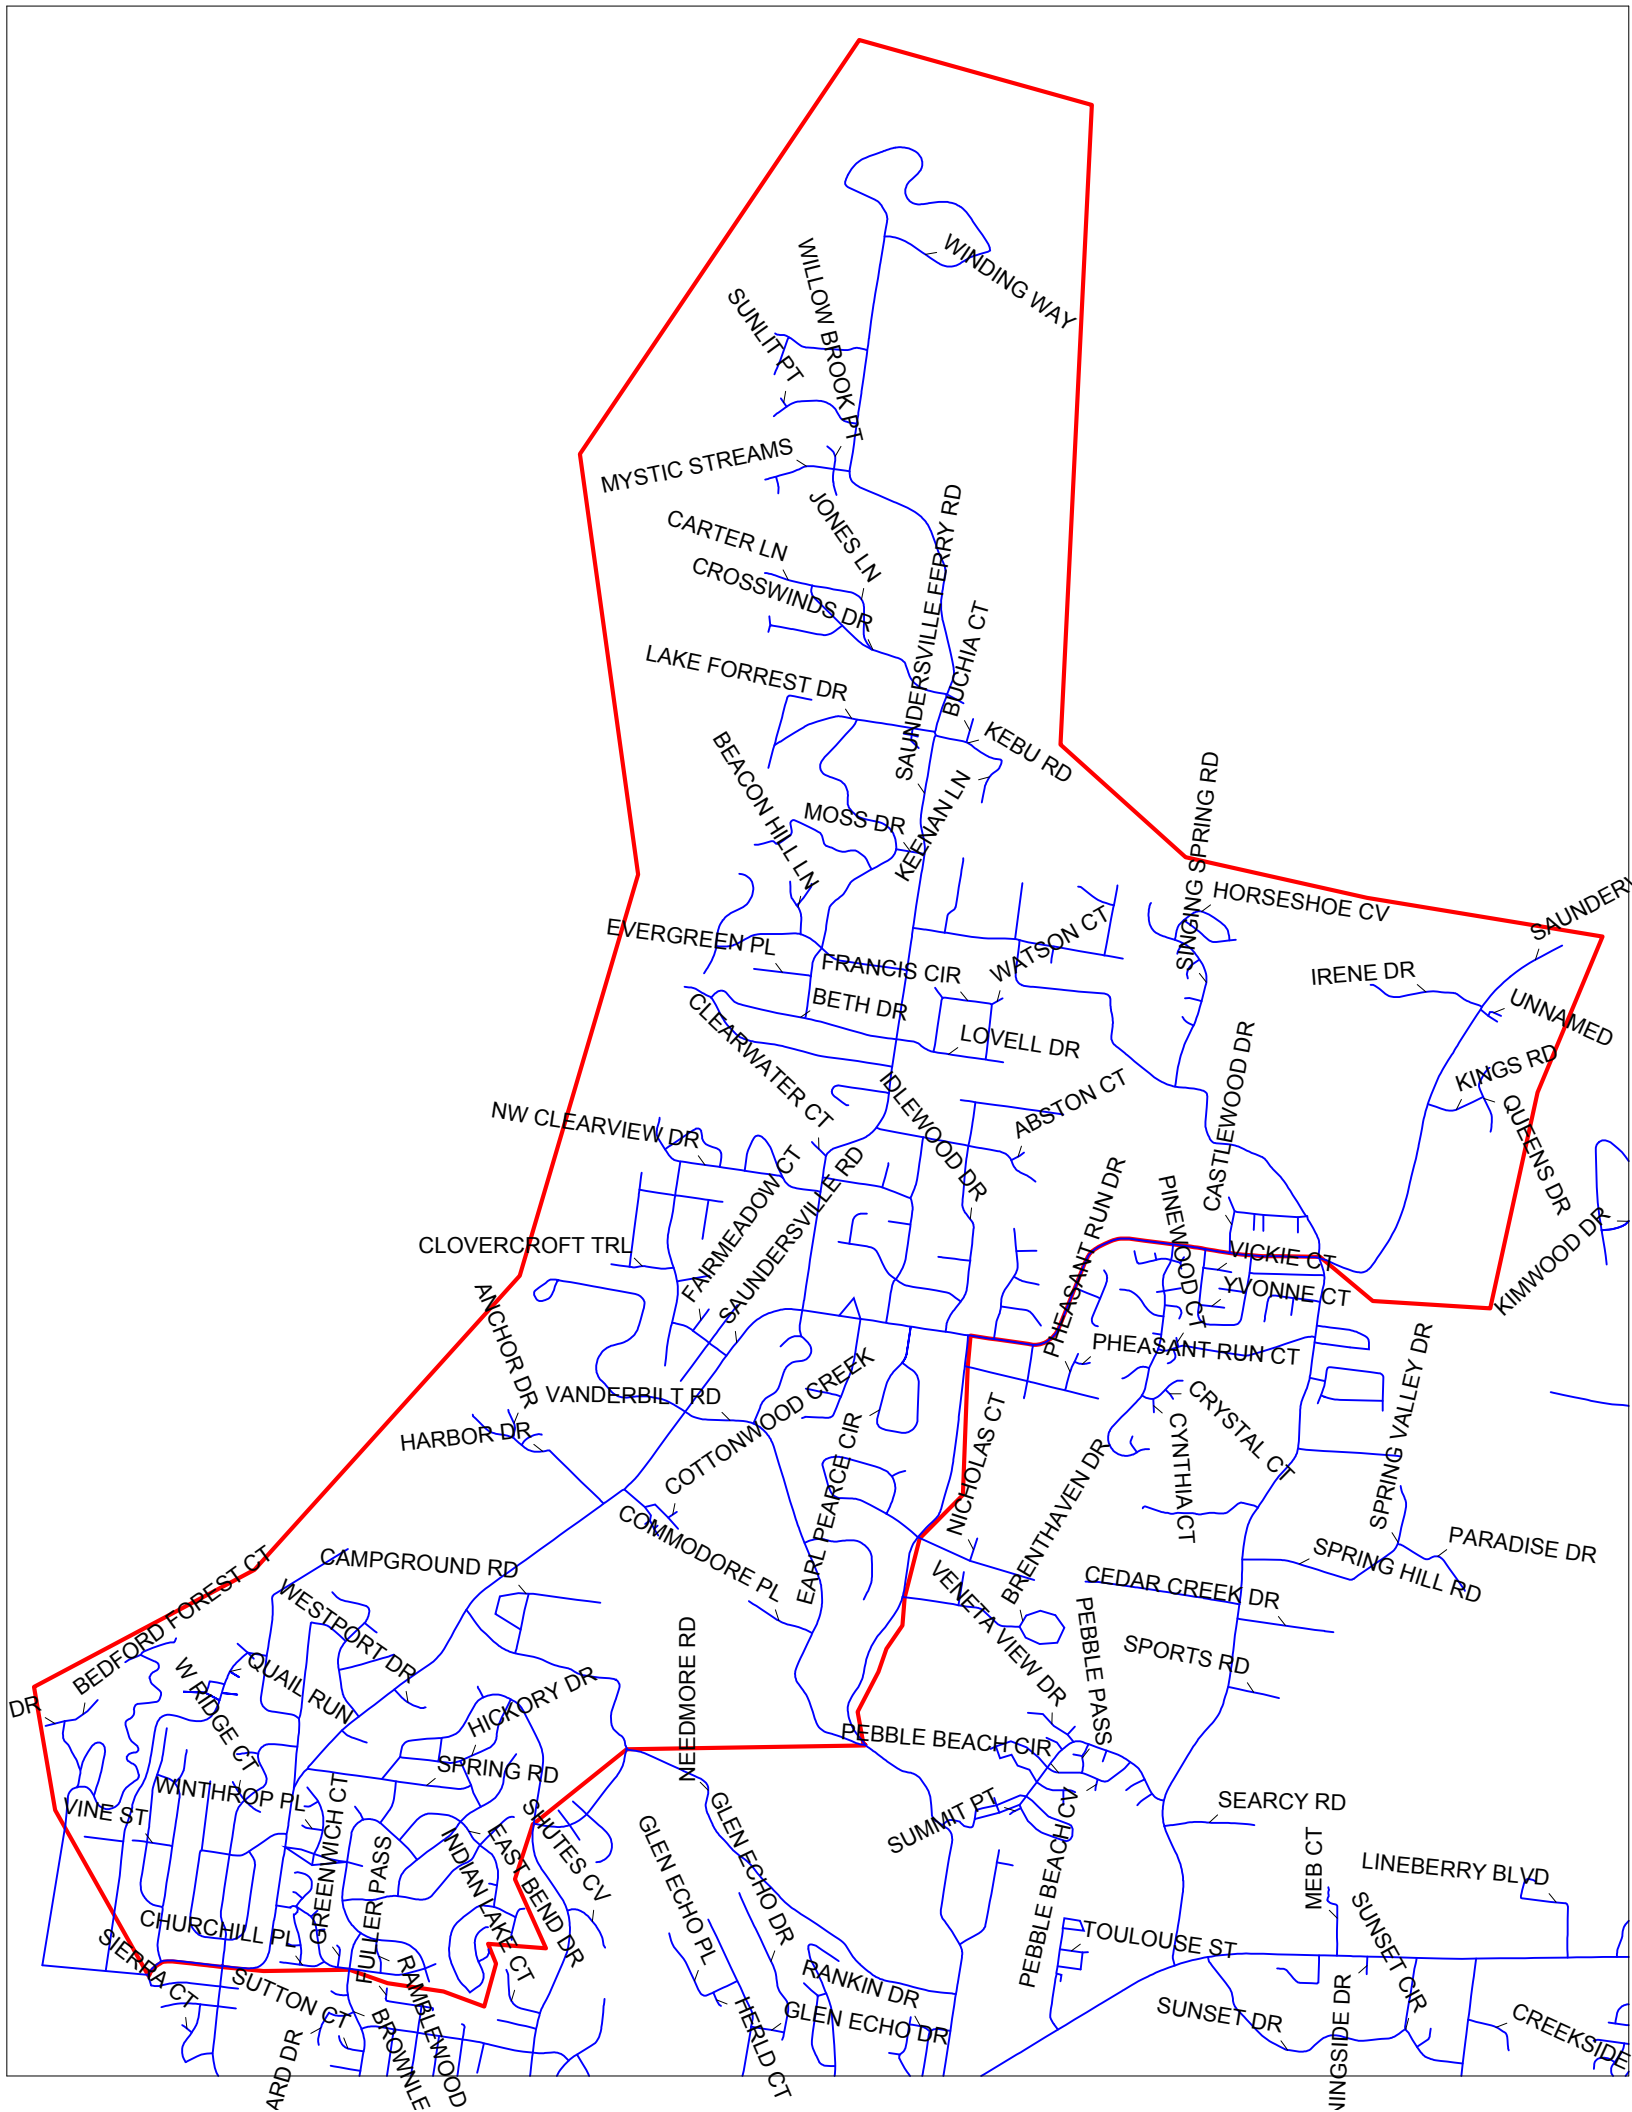 WINDING WAY
WILLOW BROOK PT
SUNLIT PT
MYSTIC STREAMS
JONES LN
SAUNDERSVILLE FERRY RD
CARTER LN
CROSSWINDS DR
BUCHIA CT
LAKE FORREST DR
KEBU RD
BEACON HILL LN
MOSS DR
KEENAN LN
SINGING SPRING RD
HORSESHOE CV
SAUNDERV
EVERGREEN PL
FRANCIS CIR
WATSON CT
IRENE DR
UNNAMED
CLEARWATER CT
BETH DR
LOVELL DR
CASTLEWOOD DR
KINGS RD
QUEENS DR
NW CLEARVIEW DR
IDLEWOOD DR
ABSTON CT
FAIRMEADOW CT
SAUNDERSVILLE RD
PHEASANT RUN DR
PINEWOOD CT
KIMWOOD DR
CLOVERCROFT TRL
VICKIE CT
YVONNE CT
ANCHOR DR
PHEASANT RUN CT
SPRING VALLEY DR
VANDERBILT RD
COTTONWOOD CREEK
CRYSTAL CT
HARBOR DR
EARL PEARCE CIR
NICHOLAS CT
BRENTHAVEN DR
CYNTHIA CT
COMMODORE PL
PARADISE DR
SPRING HILL RD
BEDFORD FOREST CT
CAMPGROUND RD
WESTPORT DR
VENETA VIEW DR
CEDAR CREEK DR
PEBBLE PASS
SPORTS RD
DR
W RIDGE CT
QUAIL RUN
HICKORY DR
NEEDMORE RD
PEBBLE BEACH CIR
SPRING RD
WINTHROP PL
VINE ST
GREENWICH CT
SHUTES CV
SUMMIT PT
SEARCY RD
FULLER PASS
INDIAN LAKE CT
EAST BEND DR
GLEN ECHO PL
GLEN ECHO DR
PEBBLE BEACH CV
MEB CT
LINEBERRY BLVD
CHURCHILL PL
TOULOUSE ST
SUNSET CIR
SIERRA CT
SUTTON CT
RAMBLEWOOD
RANKIN DR
GLEN ECHO DR
HERLD CT
SUNSET DR
CREEKSIDE
ARD DR
BROWNLE
NINGSIDE DR